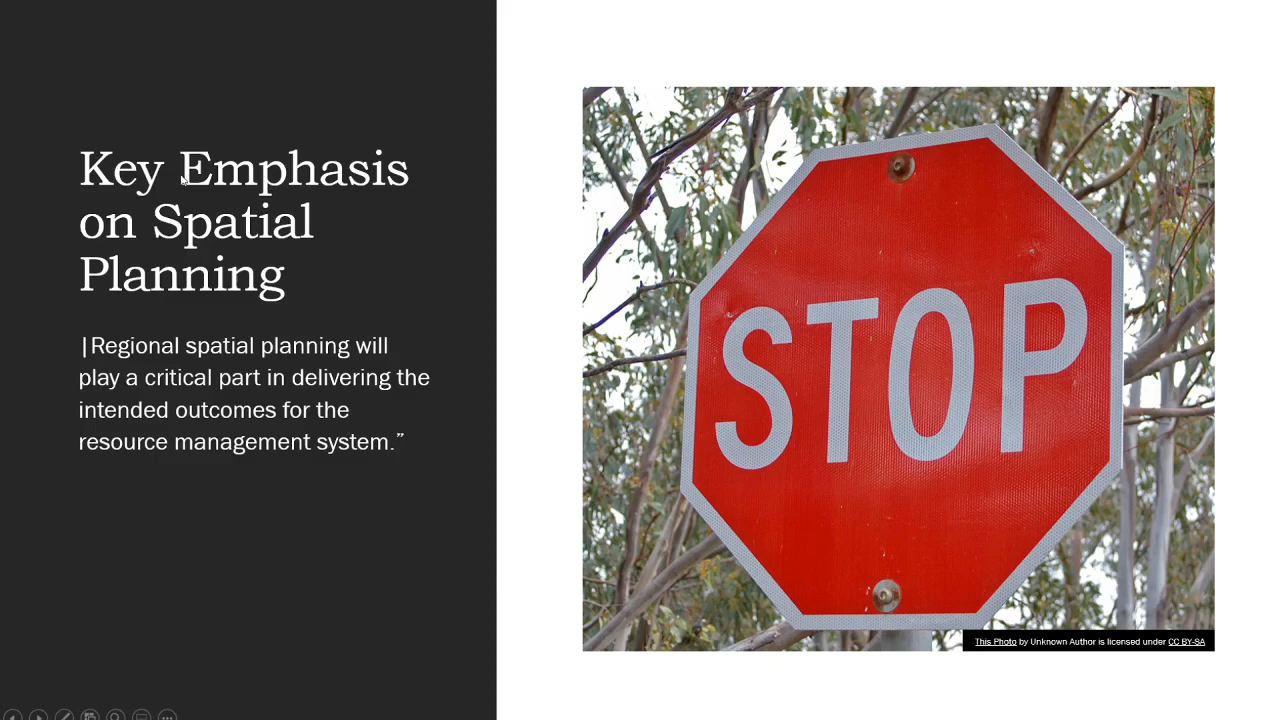 Key Emphasis
on Spatial
Planning
|Regional spatial planning will
play a critical part in delivering the
intended outcomes for the
resource management system.”
STOP
This Photo by Unknown Author is licensed under CC BY-SA